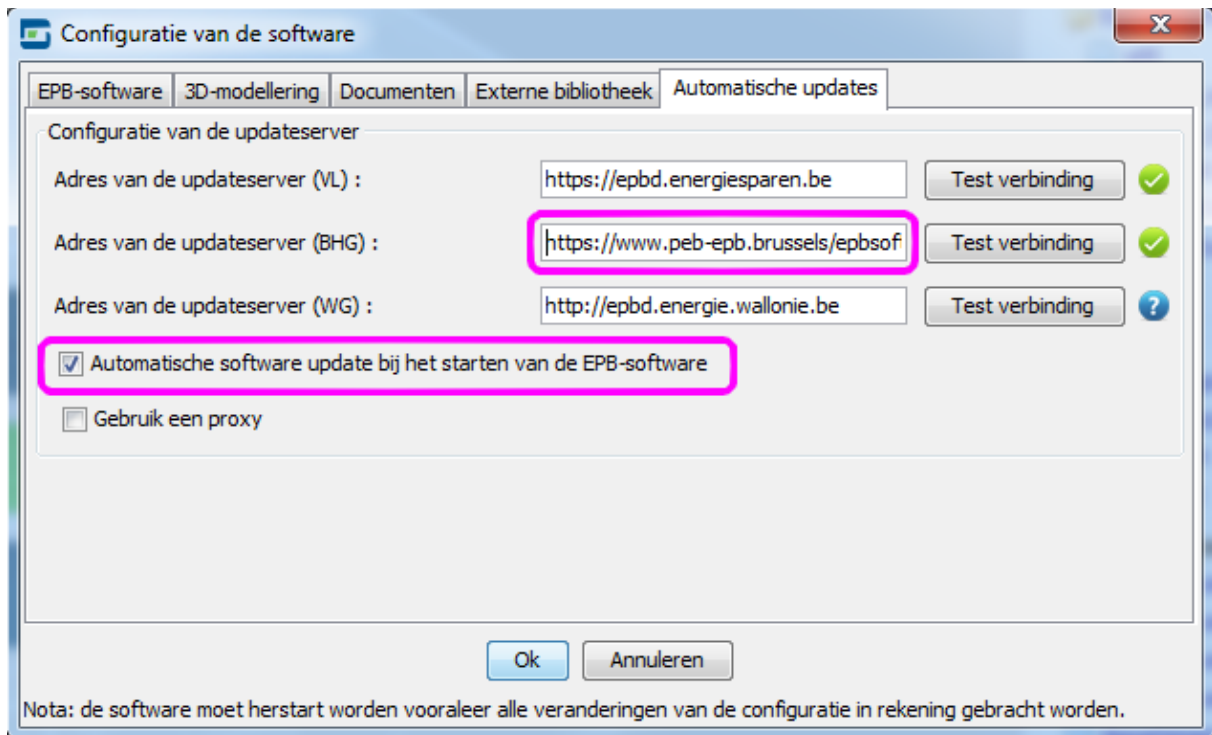 Configuratie van de software
EPB-software 3D-modellering Documenten Externe bibliotheek Automatische updates
Configuratie van de updateserver
Adres van de updateserver (VL) : https://epbd.energiesparen.be Test verbinding
Adres van de updateserver (BHG) : https://www.peb-epb.brussels/epbsof Test verbinding
Adres van de updateserver (WG) : http://epbd.energie.wallonie.be Test verbinding
Automatische software update bij het starten van de EPB-software
Gebruik een proxy
Ok Annuleren
Nota: de software moet herstart worden vooraleer alle veranderingen van de configuratie in rekening gebracht worden.